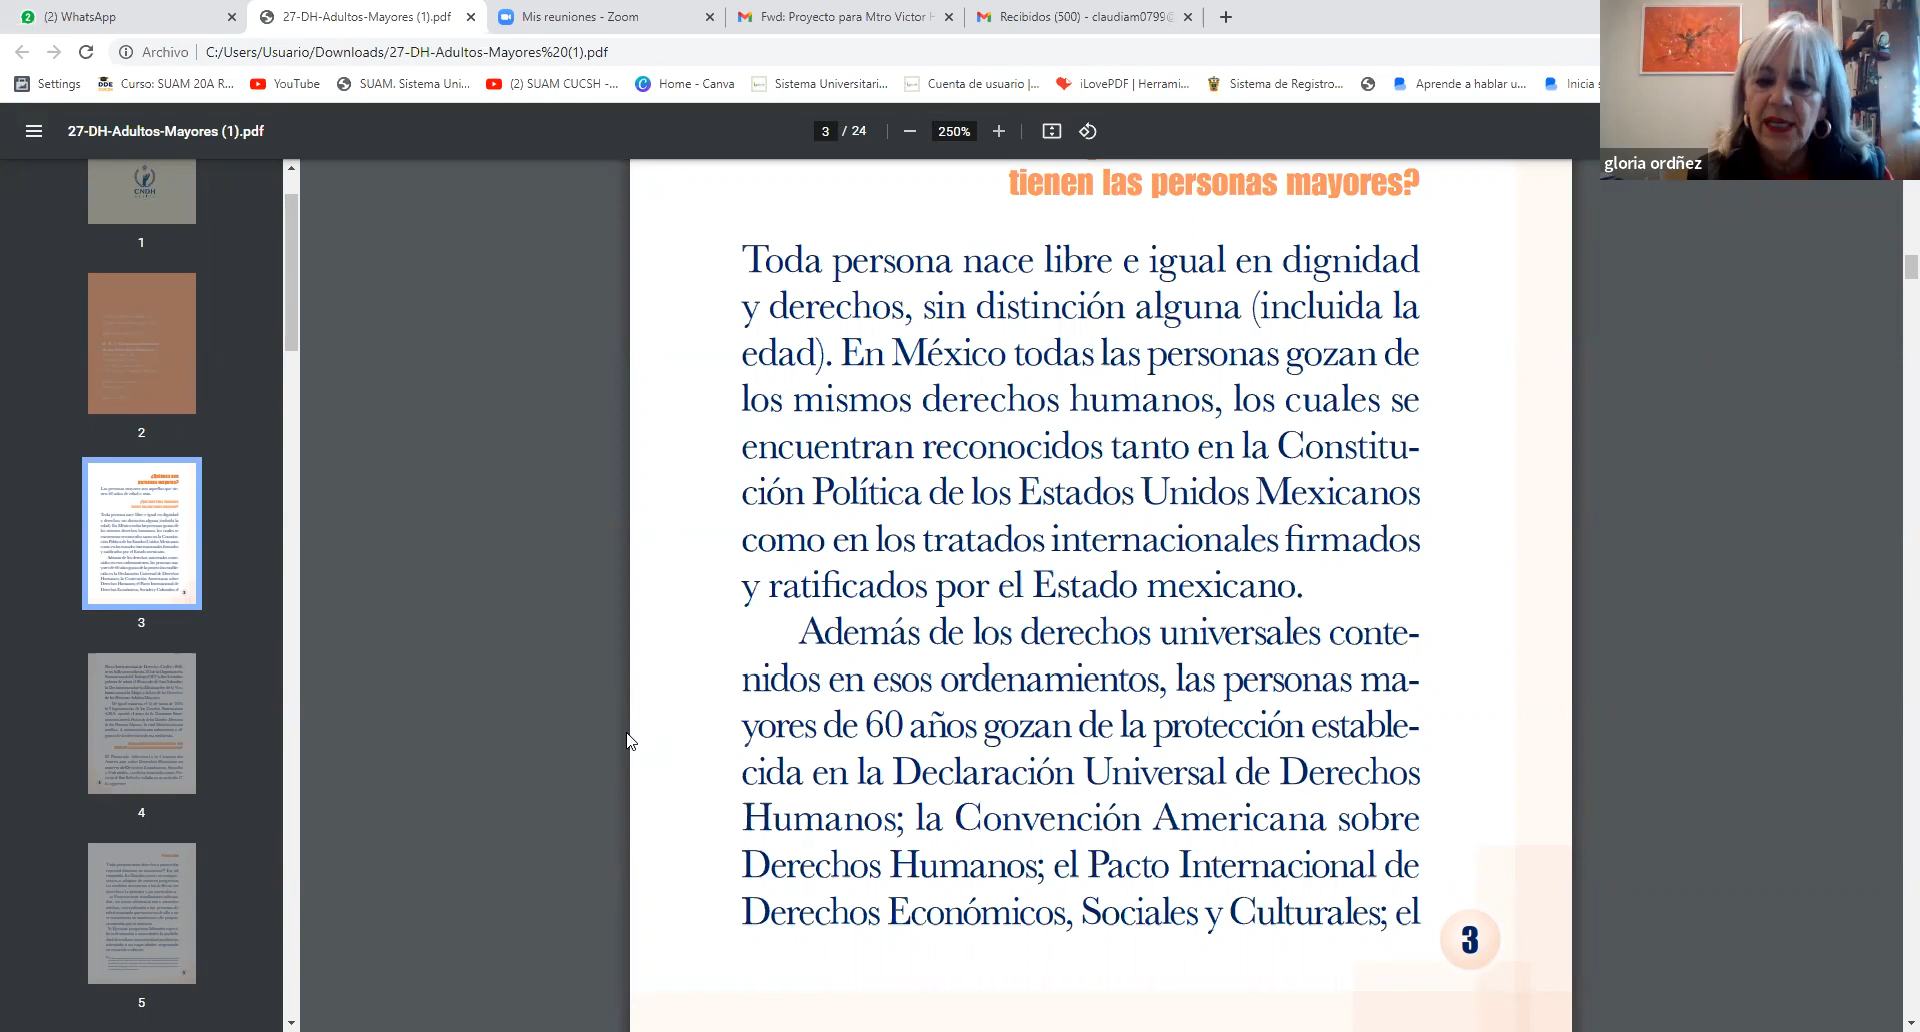 (2) WhatsApp
27-DH-Adultos-Mayores (1).pdf
Mis reuniones - Zoom
Fwd: Proyecto para Mtro Victor H
Recibidos (500) - claudiam0799@
Archivo
C:/Users/Usuario/Downloads/27-DH-Adultos-Mayores%20(1).pdf
Settings
Curso: SUAM 20A R...
YouTube
SUAM. Sistema Uni...
(2) SUAM CUCSH -...
Home - Canva
Sistema Universitari...
Cuenta de usuario |...
iLovePDF | Herrami...
Sistema de Registro...
Aprende a hablar u...
Inicia s
27-DH-Adultos-Mayores (1).pdf
3 / 24
250%
gloria ordñez
CNDH
1
2
¿Quiénes son
personas mayores?
3
4
5
tienen las personas mayores?
Toda persona nace libre e igual en dignidad
y derechos, sin distinción alguna (incluida la
edad). En México todas las personas gozan de
los mismos derechos humanos, los cuales se
encuentran reconocidos tanto en la Constitu-
ción Política de los Estados Unidos Mexicanos
como en los tratados internacionales firmados
y ratificados por el Estado mexicano.
Además de los derechos universales conte-
nidos en esos ordenamientos, las personas ma-
yores de 60 años gozan de la protección estable-
cida en la Declaración Universal de Derechos
Humanos; la Convención Americana sobre
Derechos Humanos; el Pacto Internacional de
Derechos Económicos, Sociales y Culturales; el
3